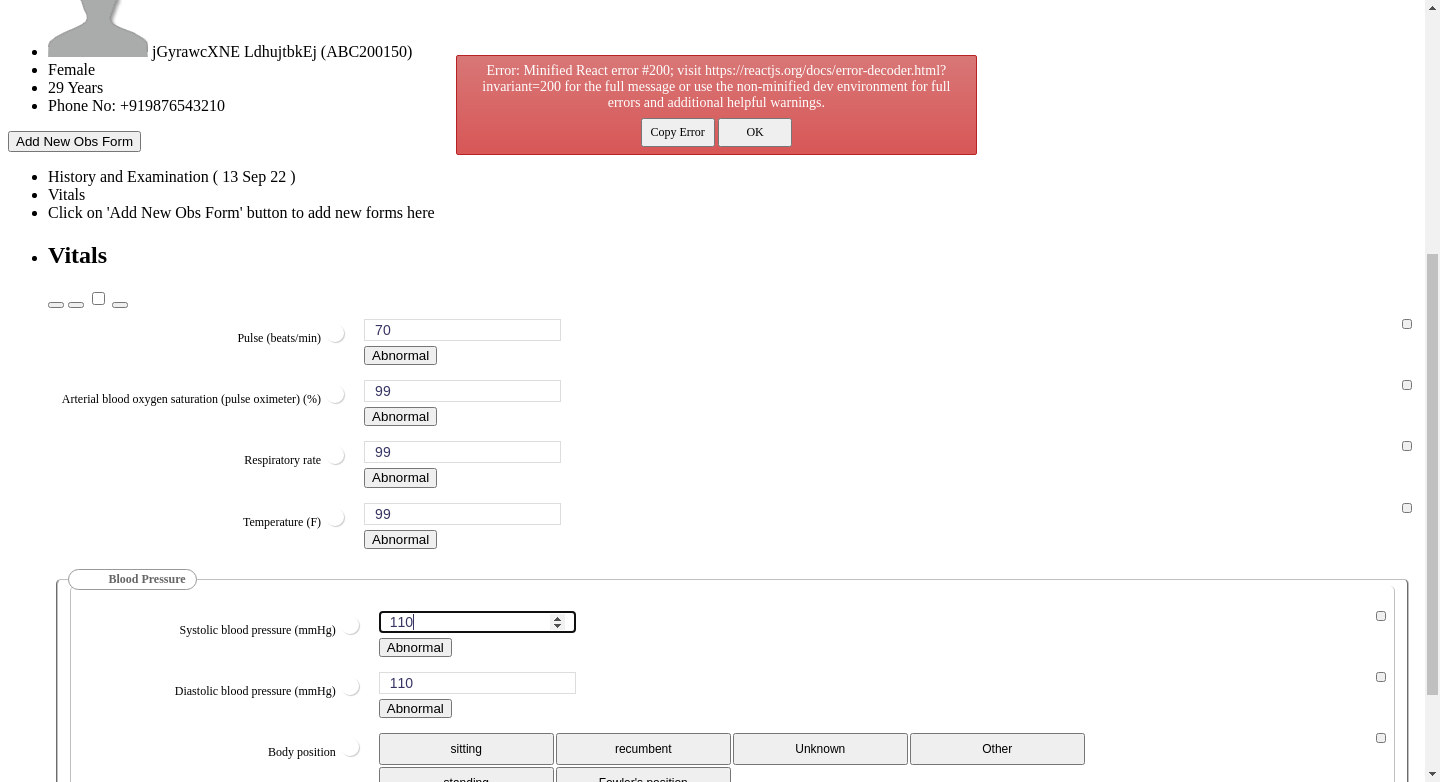 jGyrawcXNE LdhujtbkEj (ABC200150)
Female
29 Years
Phone No: +919876543210
Error: Minified React error #200; visit https://reactjs.org/docs/error-decoder.html?
invariant=200 for the full message or use the non-minified dev environment for full
errors and additional helpful warnings.
Copy Error OK
Add New Obs Form
History and Examination ( 13 Sep 22 )
Vitals
Click on 'Add New Obs Form' button to add new forms here
Vitals
Pulse (beats/min) 70
Abnormal
Arterial blood oxygen saturation (pulse oximeter) (%) 99
Abnormal
Respiratory rate 99
Abnormal
Temperature (F) 99
Abnormal
Blood Pressure
Systolic blood pressure (mmHg) 110
Abnormal
Diastolic blood pressure (mmHg) 110
Abnormal
Body position sitting recumbent Unknown Other
standing Fowler's position